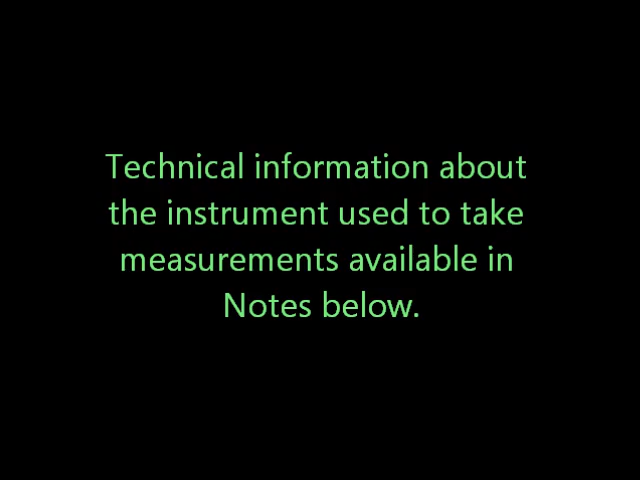 Technical information about
the instrument used to take
measurements available in
Notes below.